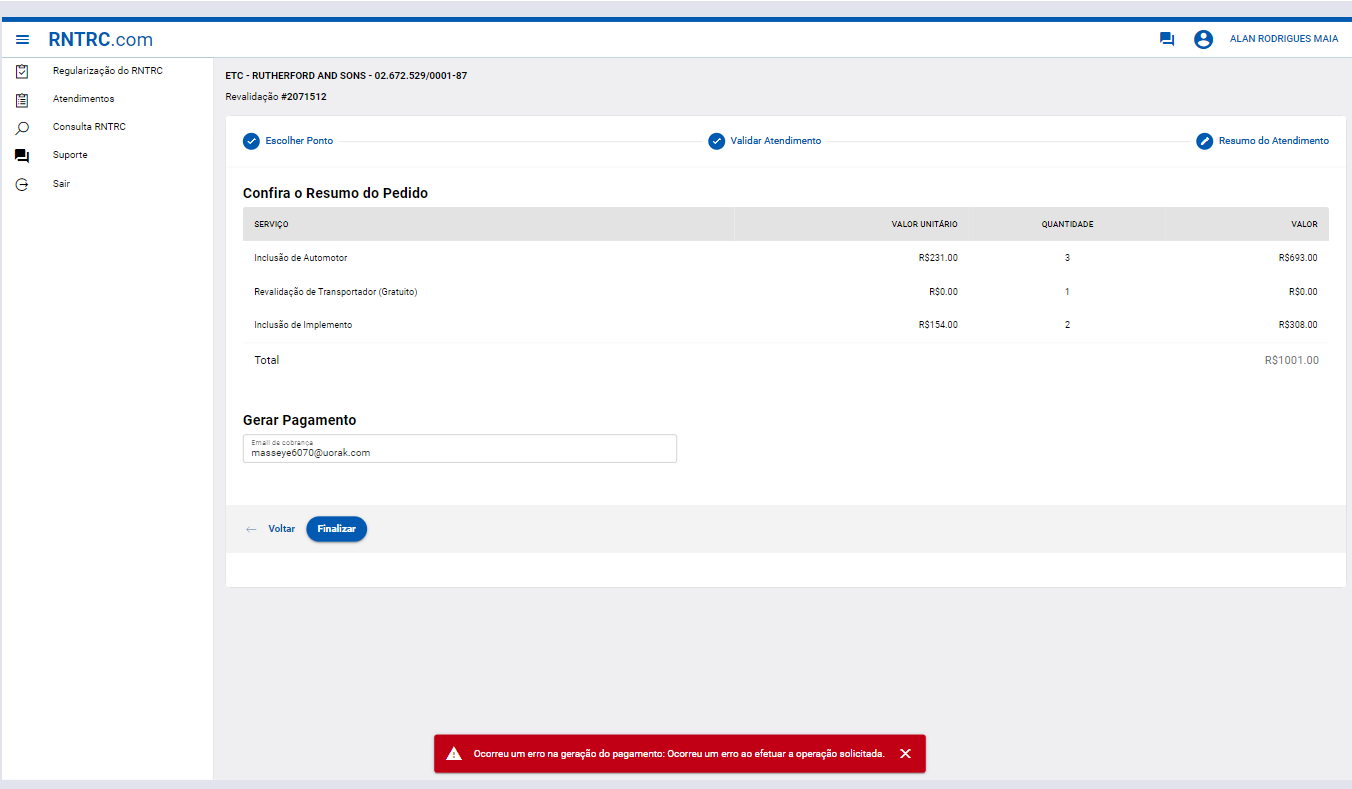 RNTRC.com
ALAN RODRIGUES MAIA
Regularização do RNTRC
Atendimentos
Consulta RNTRC
Suporte
Sair
ETC - RUTHERFORD AND SONS - 02.672.529/0001-87
Revalidação #2071512
Escolher Ponto
Validar Atendimento
Resumo do Atendimento
Confira o Resumo do Pedido
SERVIÇO VALOR UNITÁRIO QUANTIDADE VALOR
Inclusão de Automotor R$231.00 3 R$693.00
Revalidação de Transportador (Gratuito) R$0.00 1 R$0.00
Inclusão de Implemento R$154.00 2 R$308.00
Total R$1001.00
Gerar Pagamento
Email de cobrança
masseye6070@uorak.com
Voltar Finalizar
Ocorreu um erro na geração do pagamento: Ocorreu um erro ao efetuar a operação solicitada.